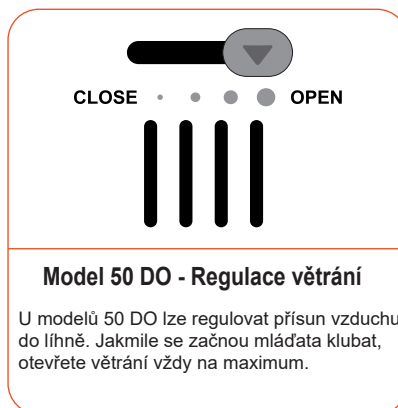 CLOSE OPEN
Model 50 DO - Regulace větrání
U modelů 50 DO lze regulovat přísun vzduchu
do líhně. Jakmile se začnou mláďata klubat,
otevřete větrání vždy na maximum.